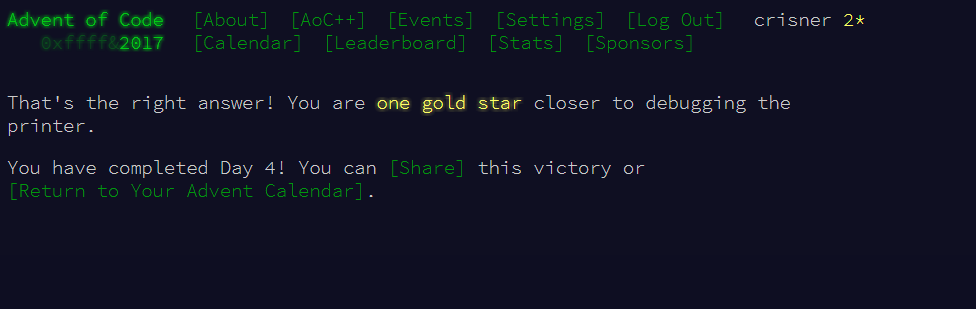 Advent of Code [About] [AoC++] [Events] [Settings] [Log Out] crisner 2*
0xffff&2017 [Calendar] [Leaderboard] [Stats] [Sponsors]
That's the right answer! You are one gold star closer to debugging the
printer.
You have completed Day 4! You can [Share] this victory or
[Return to Your Advent Calendar].